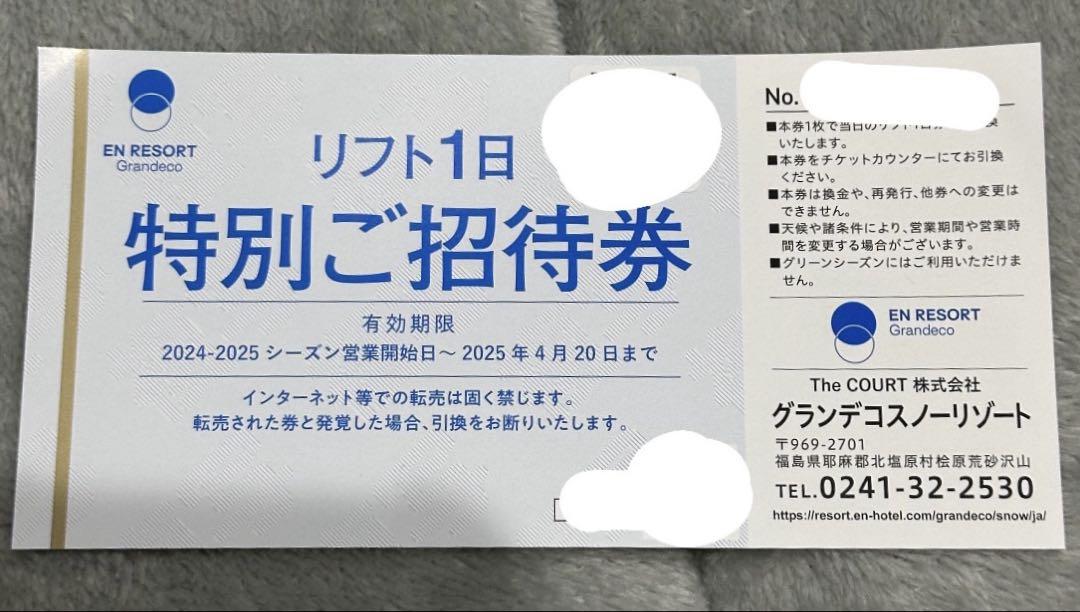 EN RESORT
Grandeco
リフト1日
特別ご招待券
有効期限
2024-2025 シーズン営業開始日～ 2025 年 4 月 20 日まで
インターネット等での転売は固く禁じます。
転売された券と発覚した場合、引換をお断りいたします。
No.
■本券1枚で当日のリフト1日券
いたします。
■本券をチケットカウンターにてお引換
ください。
■本券は換金や、再発行、他券への変更は
できません。
■天候や諸条件により、営業期間や営業時
間を変更する場合がございます。
■グリーンシーズンにはご利用いただけま
せん。
EN RESORT
Grandeco
The COURT 株式会社
グランデコスノーリゾート
〒969-2701
福島県耶麻郡北塩原村桧原荒砂沢山
TEL.0241-32-2530
https://resort.en-hotel.com/grandeco/snow/ja/